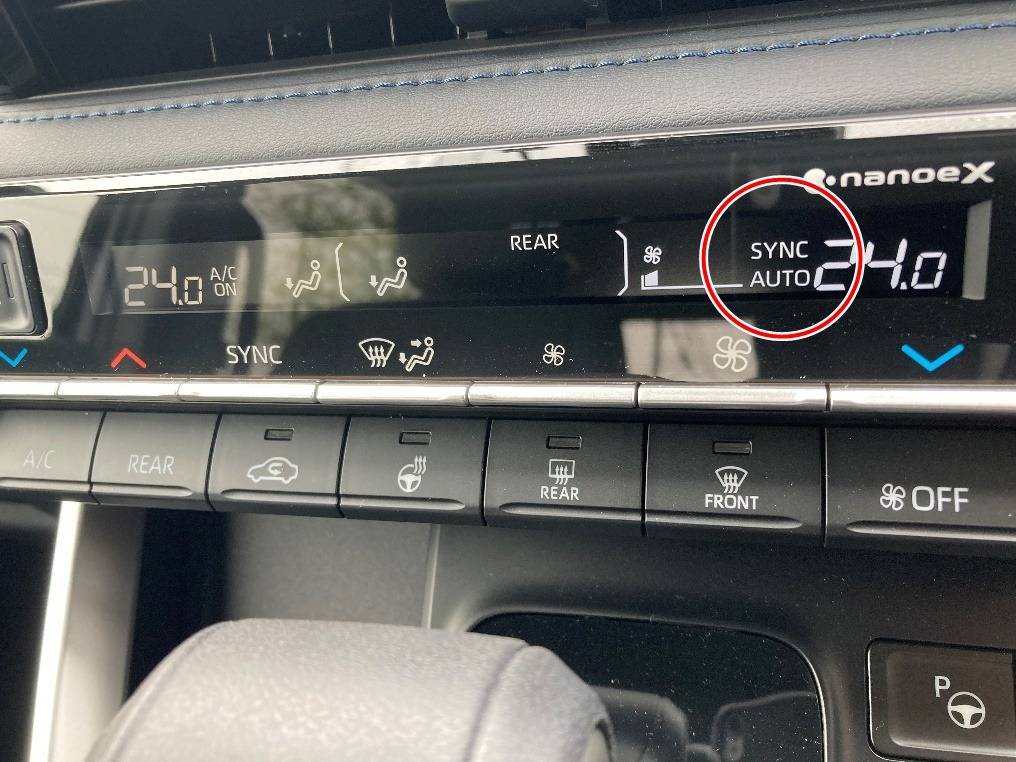 nanoeX
REAR
24.0 A/C ON
SYNC
AUTO 24.0
SYNC
A/C
REAR
REAR
FRONT
OFF
P